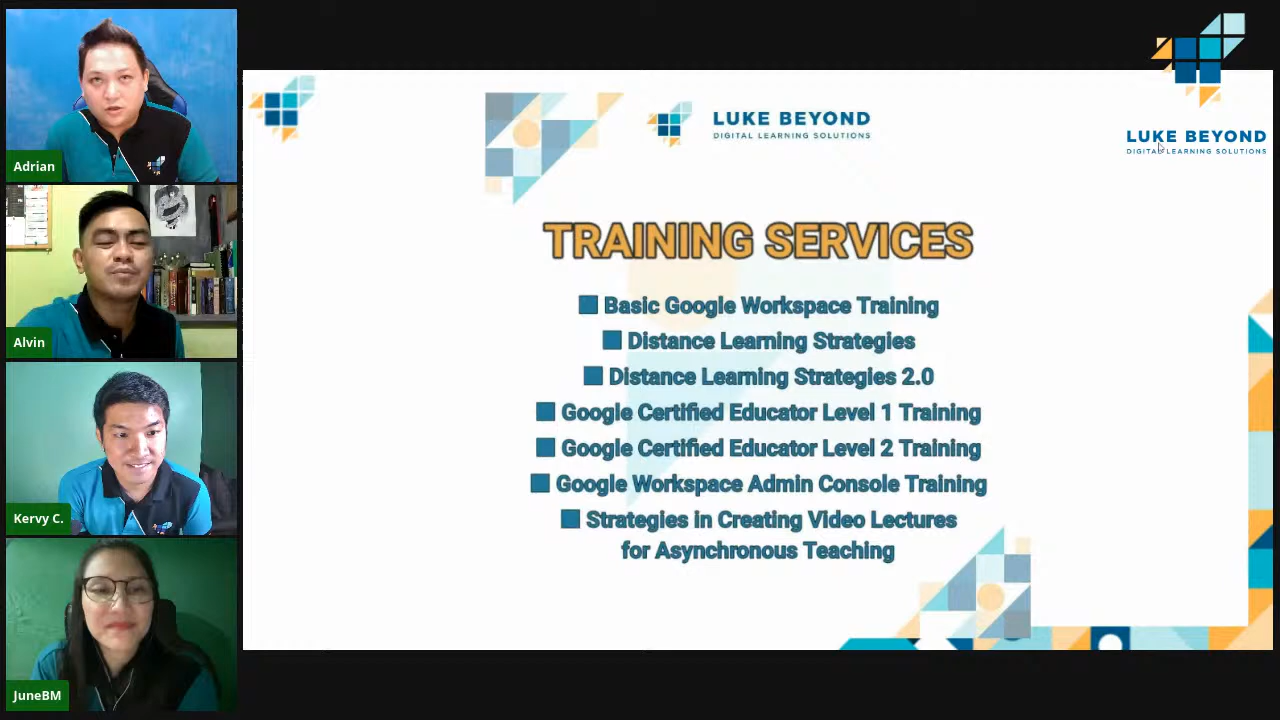 Adrian
Alvin
Kervy C.
JuneBM
LUKE BEYOND
DIGITAL LEARNING SOLUTIONS
LUKE BEYOND
DIGITAL LEARNING SOLUTIONS
TRAINING SERVICES
Basic Google Workspace Training
Distance Learning Strategies
Distance Learning Strategies 2.0
Google Certified Educator Level 1 Training
Google Certified Educator Level 2 Training
Google Workspace Admin Console Training
Strategies in Creating Video Lectures
for Asynchronous Teaching